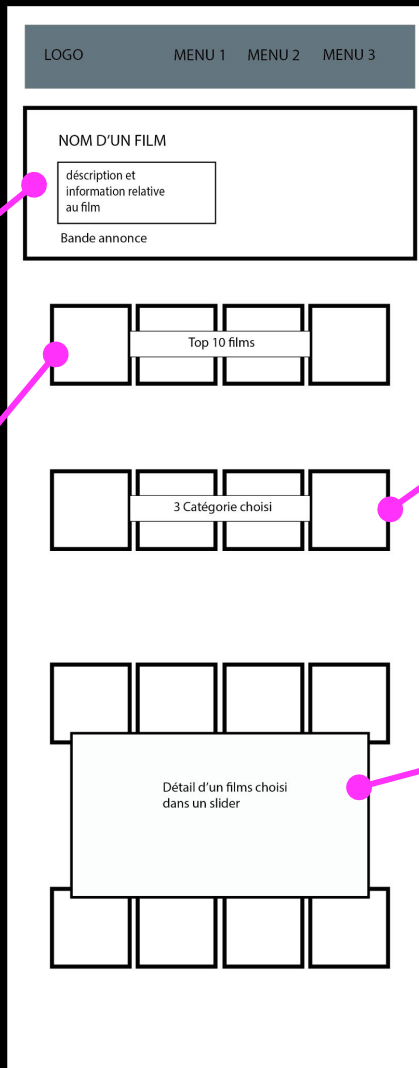 LOGO MENU 1 MENU 2 MENU 3
NOM D'UN FILM
déscription et
information relative
au film
Bande annonce
Top 10 films
3 Catégorie choisi
Détail d'un films choisi
dans un slider